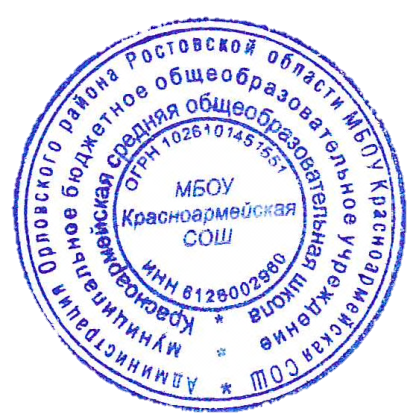 Администрация Орловского района Ростовской области МБОУ Красноармейская СОШ *
муниципальное бюджетное общеобразовательное учреждение *
Красноармейская средняя общеобразовательная школа *
ОГРН 1026101451551
ИНН 6126002960
МБОУ
Красноармейская
СОШ